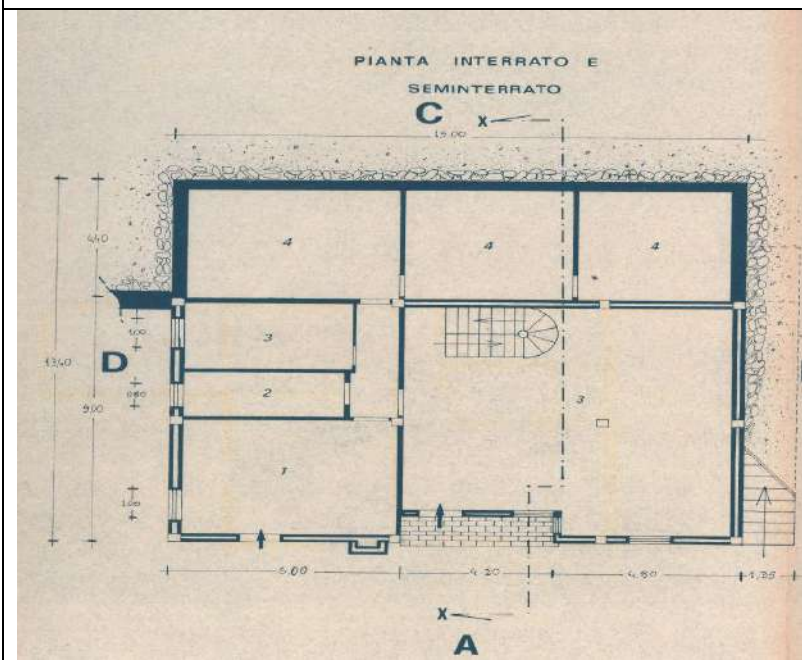 PIANTA INTERRATO E
SEMINTERRATO
C
X
15.00
4,40
4
4
4
1,00
3
D
13,40
0,80
2
9,00
3
1
1,00
6.00
4.20
4.80
1,25
X
A